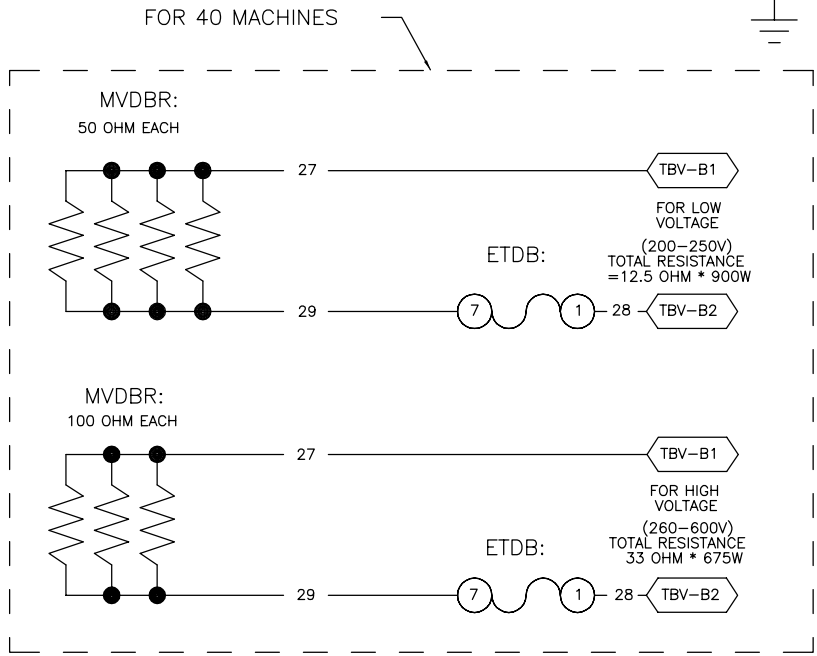 FOR 40 MACHINES
MVDBR:
50 OHM EACH
27
TBV-B1
FOR LOW
VOLTAGE
(200-250V)
TOTAL RESISTANCE
=12.5 OHM * 900W
ETDB:
29
7
1
28
TBV-B2
MVDBR:
100 OHM EACH
27
TBV-B1
FOR HIGH
VOLTAGE
(260-600V)
TOTAL RESISTANCE
33 OHM * 675W
ETDB:
29
7
1
28
TBV-B2